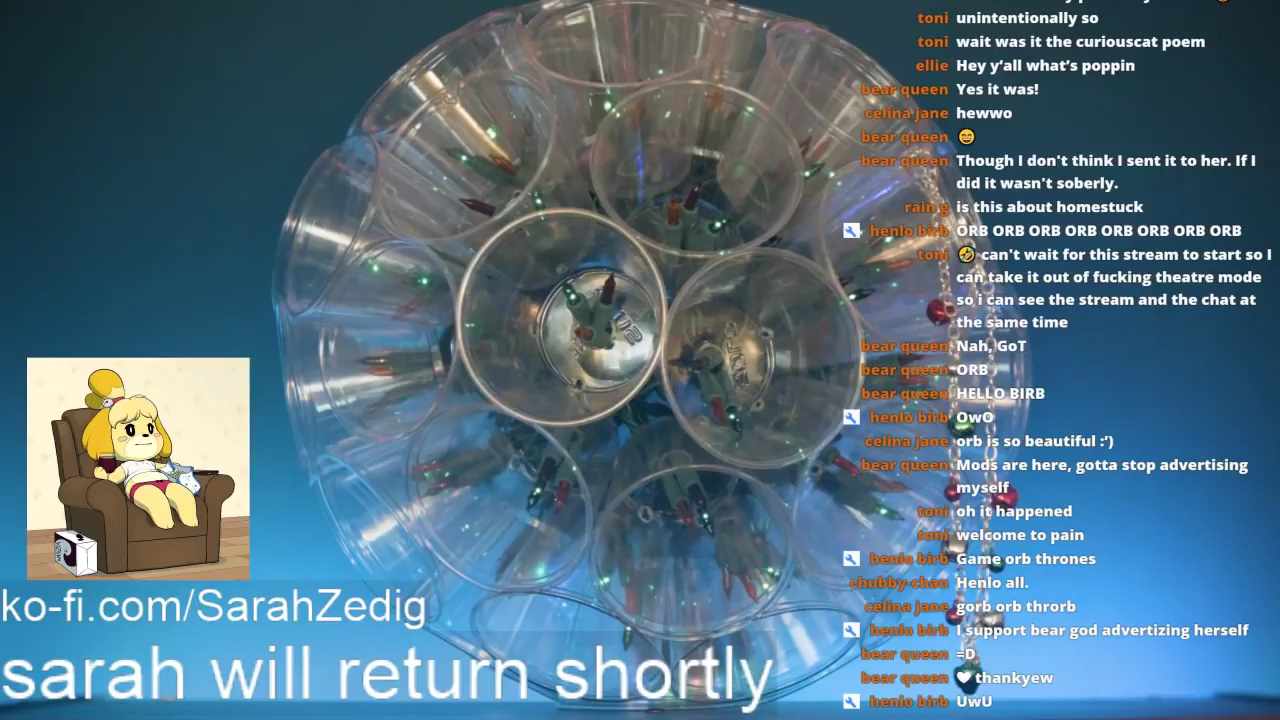 toni unintentionally so
toni wait was it the curiouscat poem
ellie Hey y’all what’s poppin
bear queen Yes it was!
celina jane hewwo
bear queen 😄
bear queen Though I don't think I sent it to her. If I
did it wasn't soberly.
rain g is this about homestuck
henlo birb ORB ORB ORB ORB ORB ORB ORB ORB
toni 🤣 can't wait for this stream to start so I
can take it out of fucking theatre mode
so i can see the stream and the chat at
the same time
bear queen Nah, GoT
bear queen ORB
bear queen HELLO BIRB
henlo birb OwO
celina jane orb is so beautiful :’)
bear queen Mods are here, gotta stop advertising
myself
toni oh it happened
toni welcome to pain
henlo birb Game orb thrones
chubby-chan Henlo all.
celina jane gorb orb throrb
henlo birb I support bear god advertizing herself
bear queen =D
bear queen 🤍 thankyew
henlo birb UwU
ko-fi.com/SarahZedig
sarah will return shortly